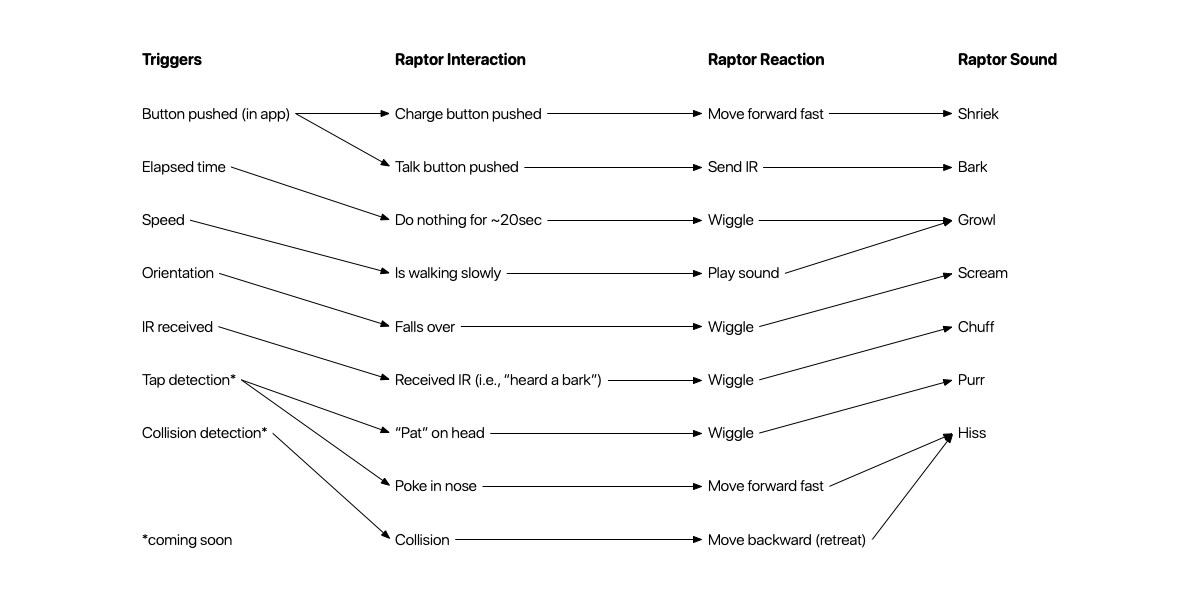 Triggers Raptor Interaction Raptor Reaction Raptor Sound
Button pushed (in app) Charge button pushed Move forward fast Shriek
Elapsed time Talk button pushed Send IR Bark
Speed Do nothing for ~20sec Wiggle Growl
Orientation Is walking slowly Play sound Scream
IR received Falls over Wiggle Chuff
Tap detection* Received IR (i.e., “heard a bark”) Wiggle Purr
Collision detection* “Pat” on head Wiggle Hiss
Poke in nose Move forward fast
*coming soon Collision Move backward (retreat)